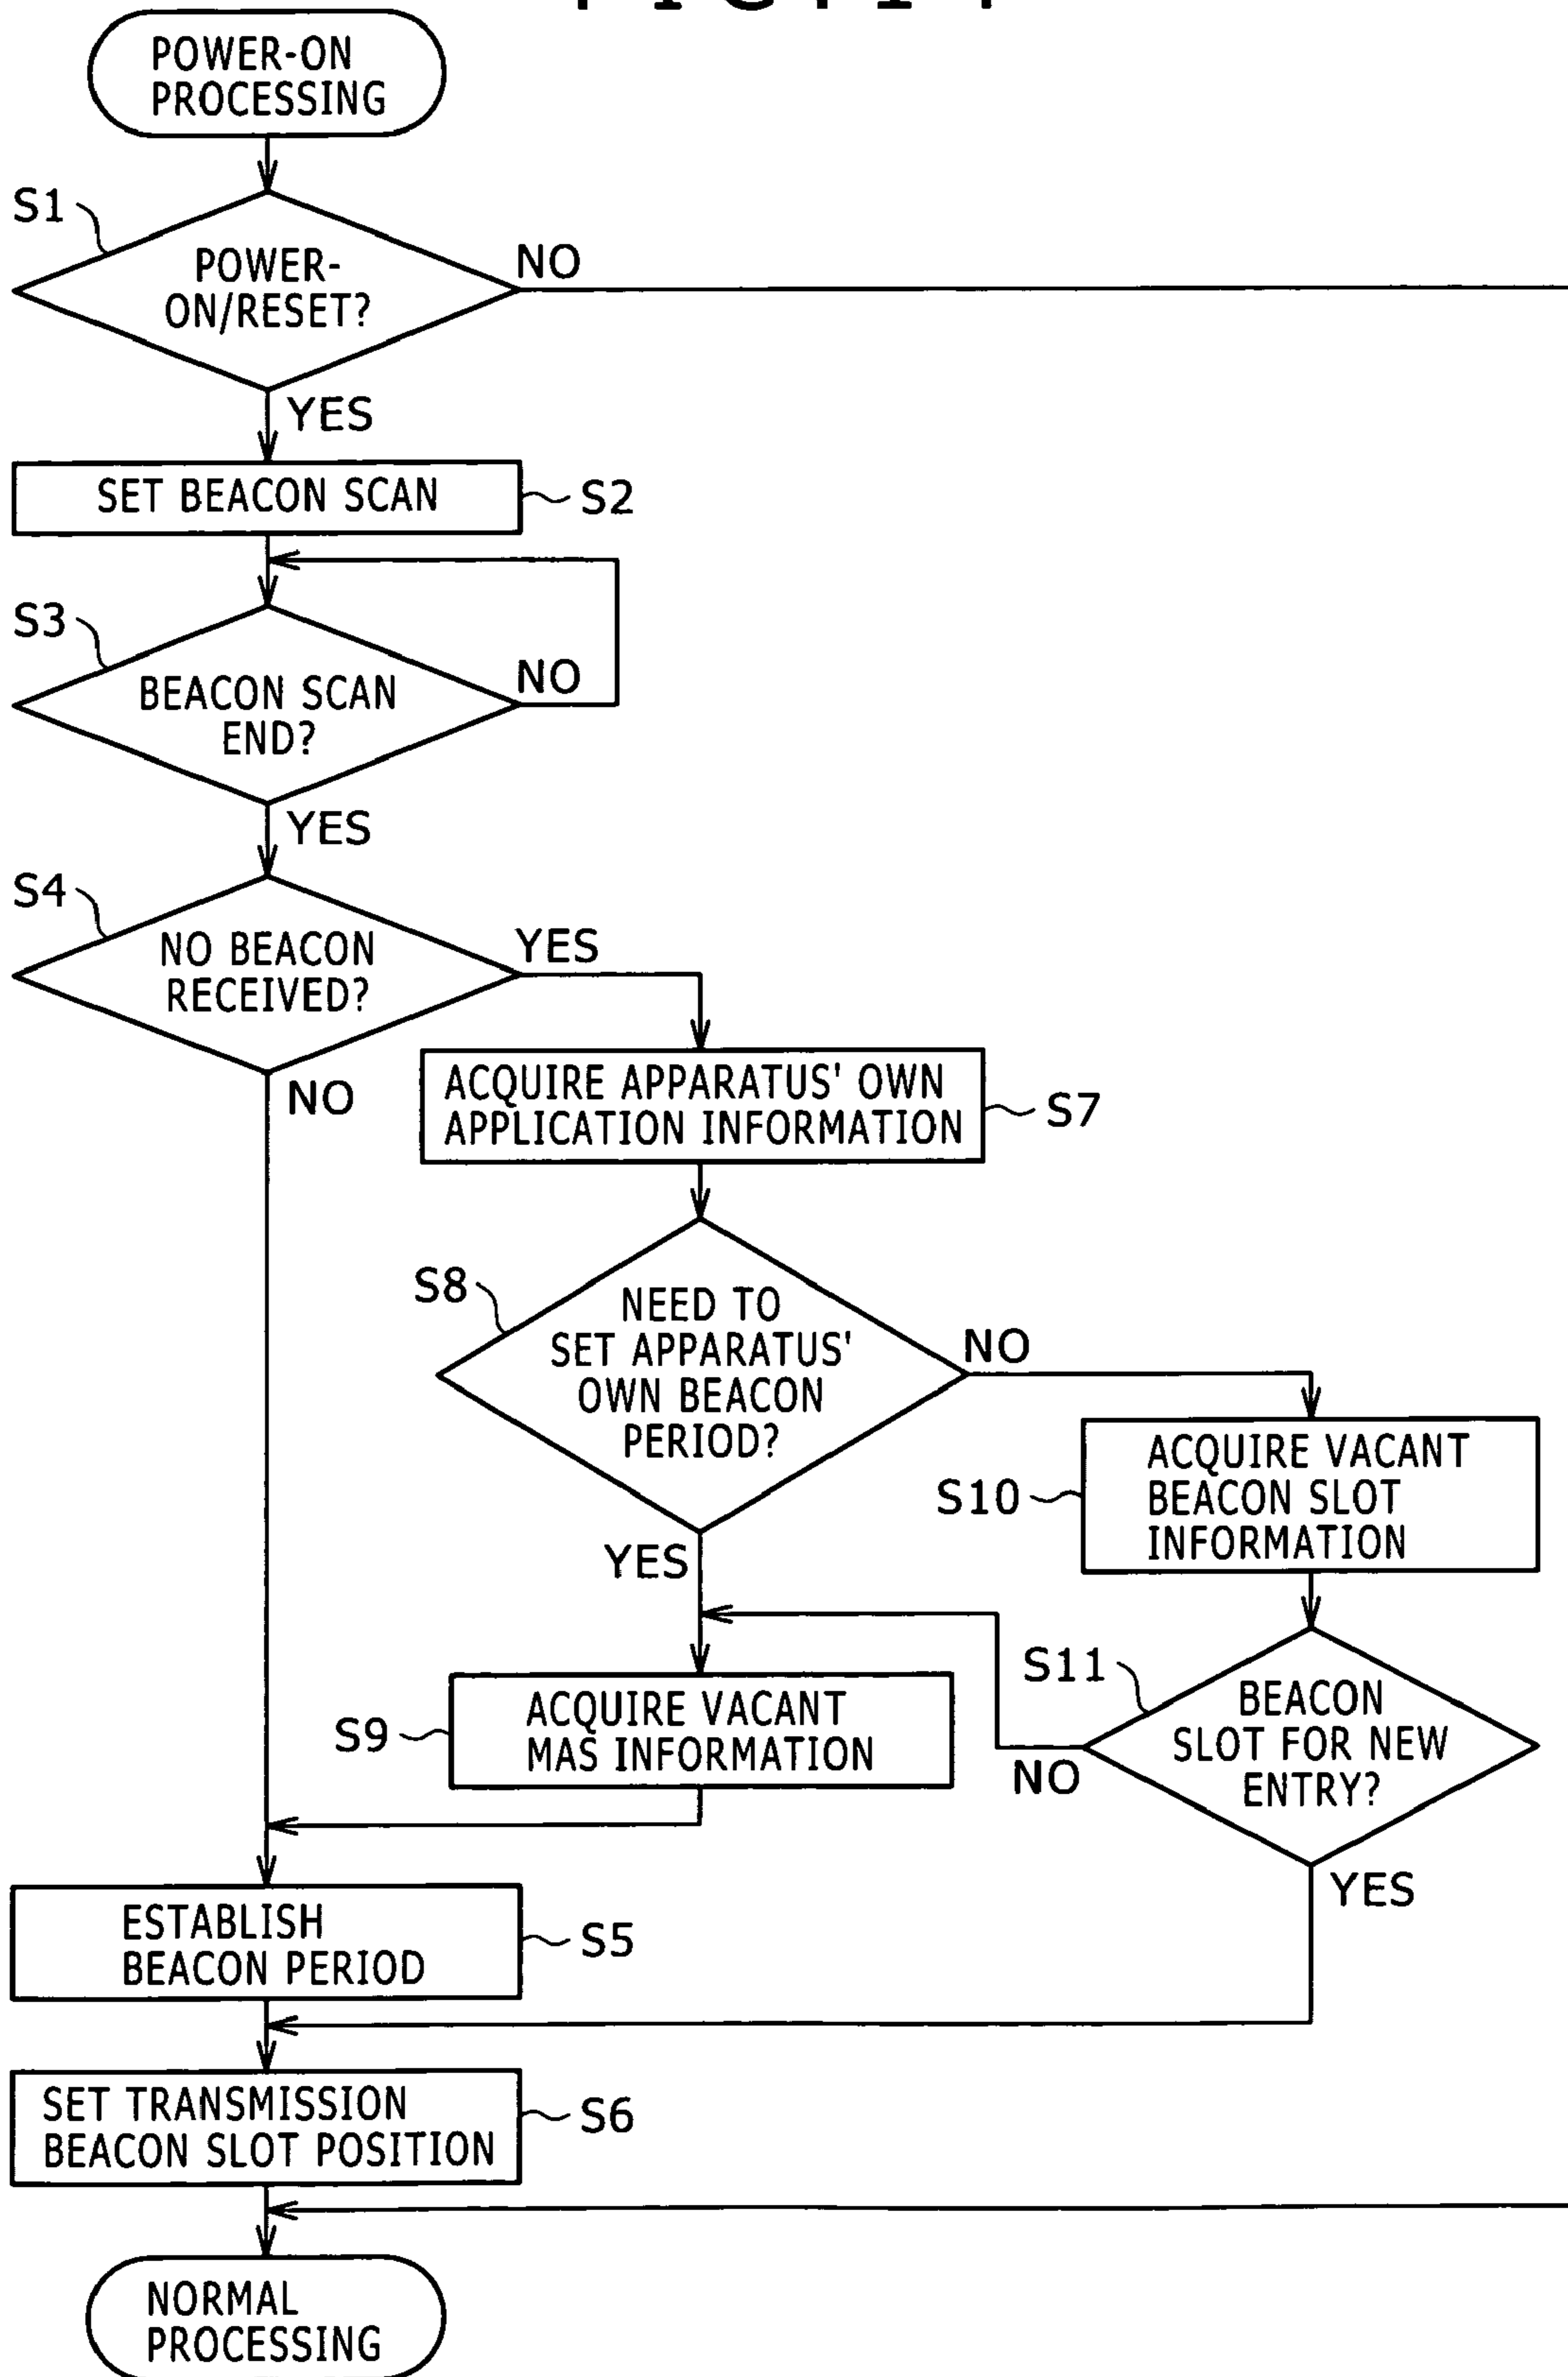 POWER-ON
PROCESSING
S1
POWER-
ON/RESET?
NO
YES
SET BEACON SCAN
S2
S3
BEACON SCAN
END?
NO
YES
S4
NO BEACON
RECEIVED?
YES
NO
ACQUIRE APPARATUS' OWN
APPLICATION INFORMATION
S7
S8
NEED TO
SET APPARATUS'
OWN BEACON
PERIOD?
NO
YES
S10
ACQUIRE VACANT
BEACON SLOT
INFORMATION
S9
ACQUIRE VACANT
MAS INFORMATION
S11
BEACON
SLOT FOR NEW
ENTRY?
NO
YES
ESTABLISH
BEACON PERIOD
S5
SET TRANSMISSION
BEACON SLOT POSITION
S6
NORMAL
PROCESSING